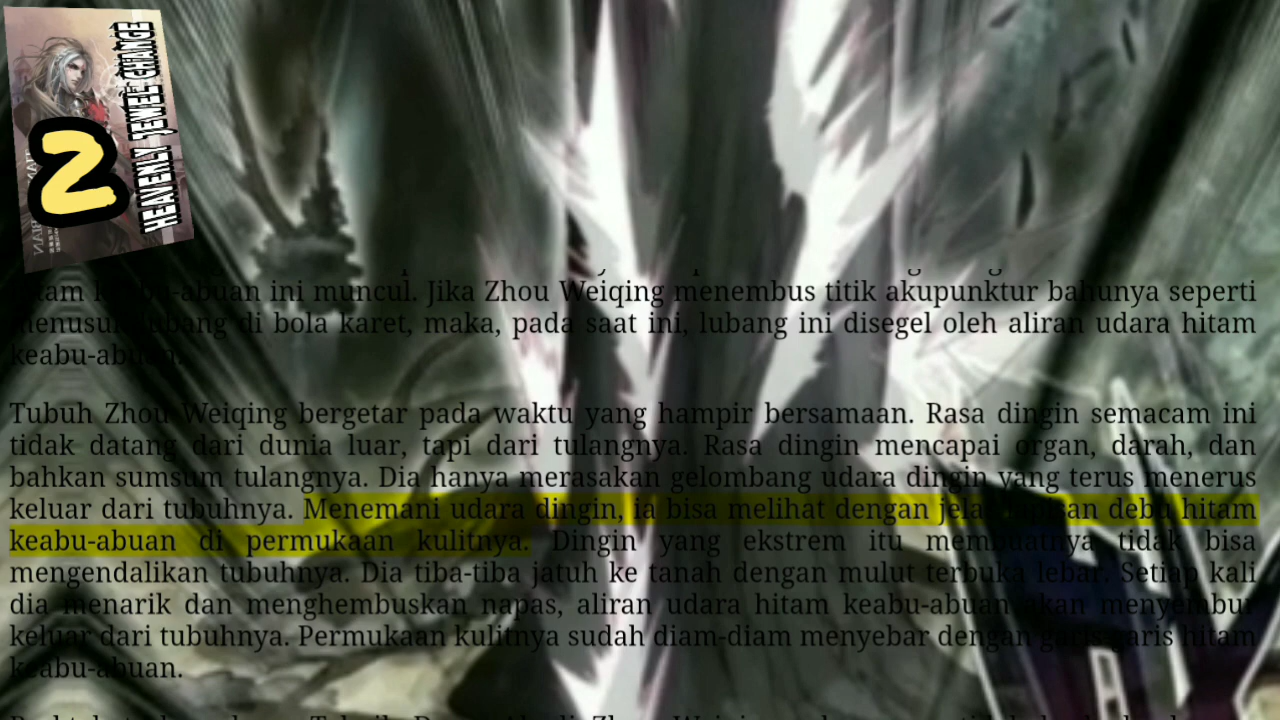 HEAVENLY JEWEL CHANGE
2
hitam keabu-abuan ini muncul. Jika Zhou Weiqing menembus titik akupunktur bahunya seperti
menusuk lubang di bola karet, maka, pada saat ini, lubang ini disegel oleh aliran udara hitam
keabu-abuan.
Tubuh Zhou Weiqing bergetar pada waktu yang hampir bersamaan. Rasa dingin semacam ini
tidak datang dari dunia luar, tapi dari tulangnya. Rasa dingin mencapai organ, darah, dan
bahkan sumsum tulangnya. Dia hanya merasakan gelombang udara dingin yang terus menerus
keluar dari tubuhnya. Menemani udara dingin, ia bisa melihat dengan jelas lapisan debu hitam
keabu-abuan di permukaan kulitnya. Dingin yang ekstrem itu membuatnya tidak bisa
mengendalikan tubuhnya. Dia tiba-tiba jatuh ke tanah dengan mulut terbuka lebar. Setiap kali
dia menarik dan menghembuskan napas, aliran udara hitam keabu-abuan akan menyembur
keluar dari tubuhnya. Permukaan kulitnya sudah diam-diam menyebar dengan garis-garis hitam
keabu-abuan.